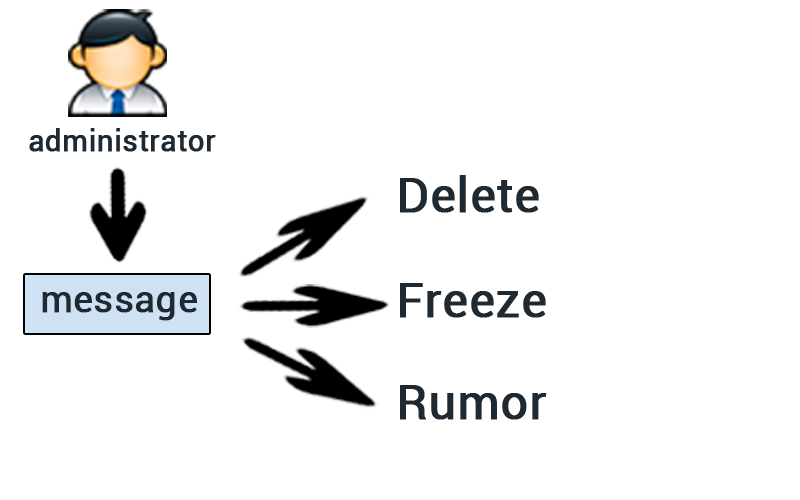 administrator
message
Delete
Freeze
Rumor